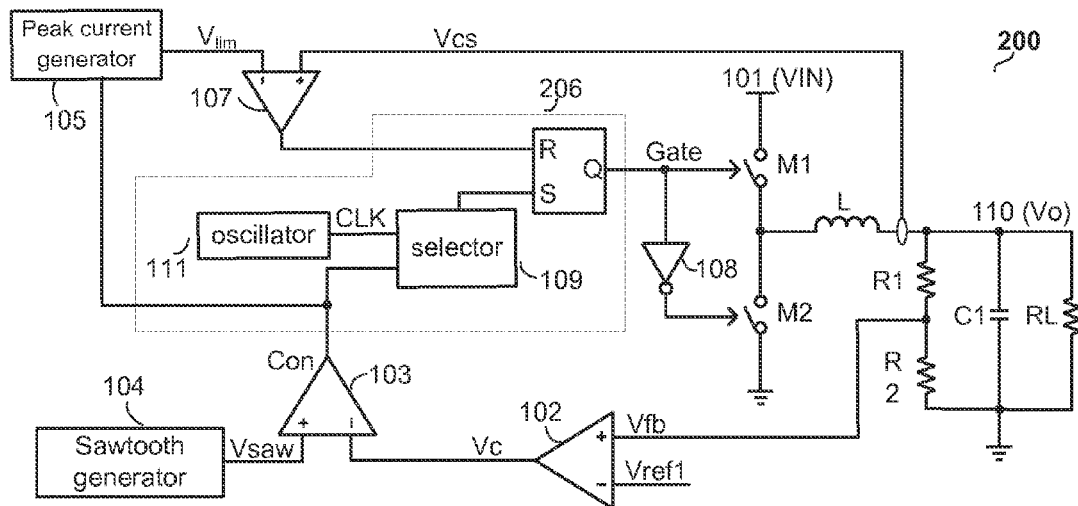 Peak current
generator
105
Vlim
Vcs
200
107
206
101 (VIN)
R
S
Q
Gate
M1
oscillator
111
CLK
selector
109
108
L
110 (Vo)
R1
M2
C1
RL
R
2
Con
103
104
Sawtooth
generator
Vsaw
Vc
102
Vfb
Vref1
+
-
+
-
+
-